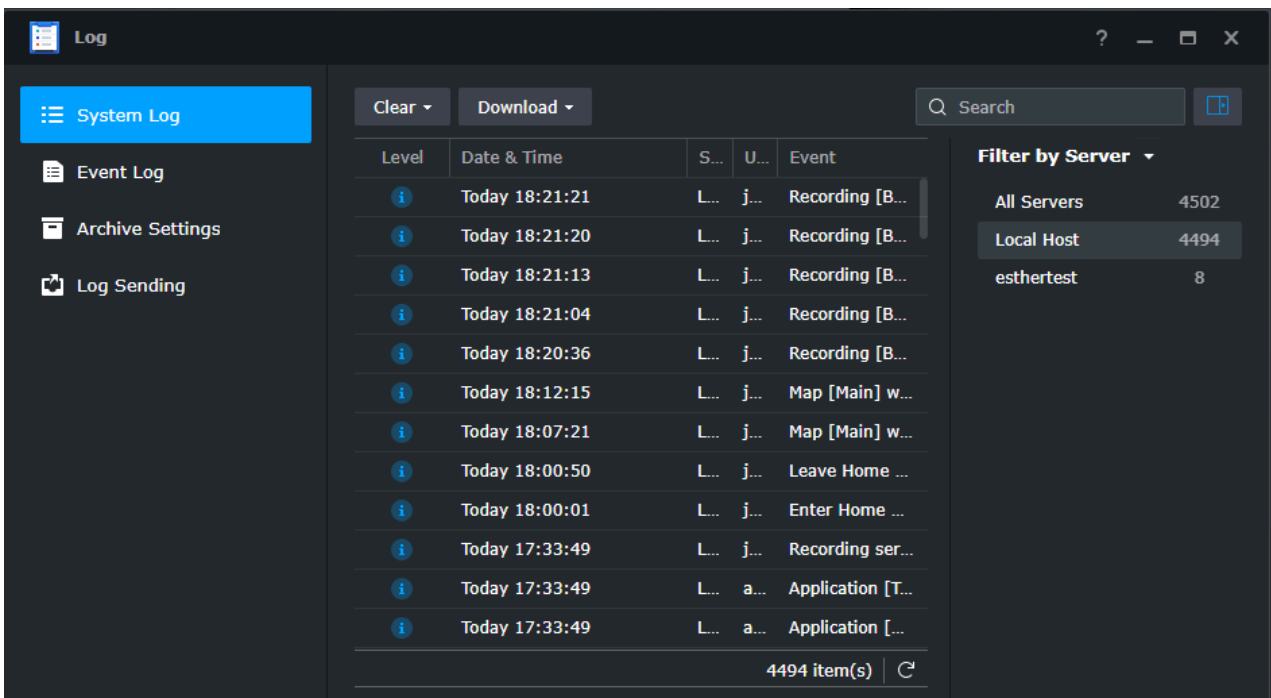 Log
?
System Log
Event Log
Archive Settings
Log Sending
Clear
Download
Search
Level Date & Time S... U... Event
Today 18:21:21 L... j... Recording [B...
Today 18:21:20 L... j... Recording [B...
Today 18:21:13 L... j... Recording [B...
Today 18:21:04 L... j... Recording [B...
Today 18:20:36 L... j... Recording [B...
Today 18:12:15 L... j... Map [Main] w...
Today 18:07:21 L... j... Map [Main] w...
Today 18:00:50 L... j... Leave Home ...
Today 18:00:01 L... j... Enter Home ...
Today 17:33:49 L... j... Recording ser...
Today 17:33:49 L... a... Application [T...
Today 17:33:49 L... a... Application [...
4494 item(s)
Filter by Server
All Servers 4502
Local Host 4494
esthertest 8